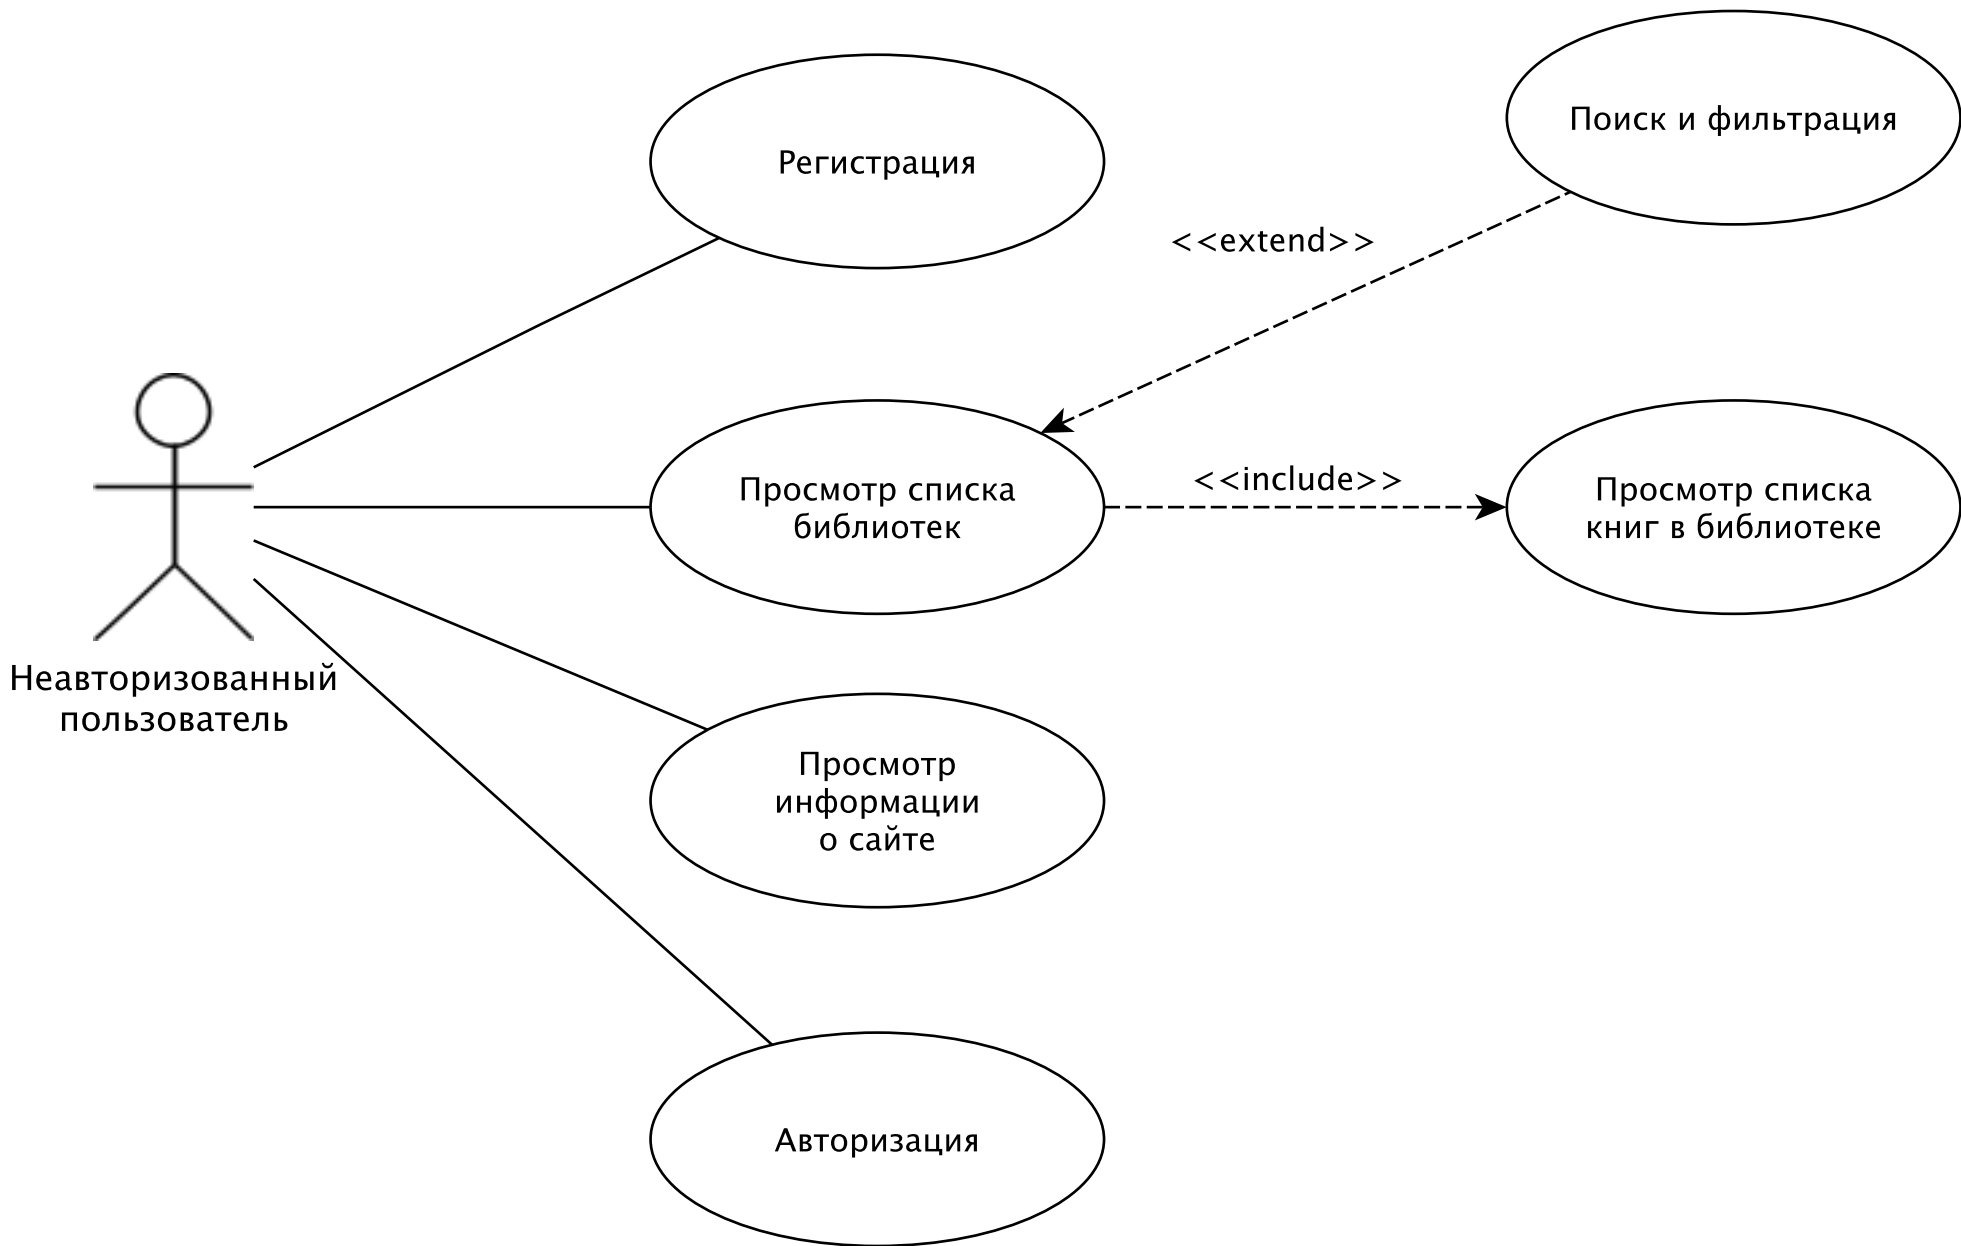 Регистрация
Поиск и фильтрация
<<extend>>
Просмотр списка
библиотек
<<include>>
Просмотр списка
книг в библиотеке
Неавторизованный
пользователь
Просмотр
информации
о сайте
Авторизация